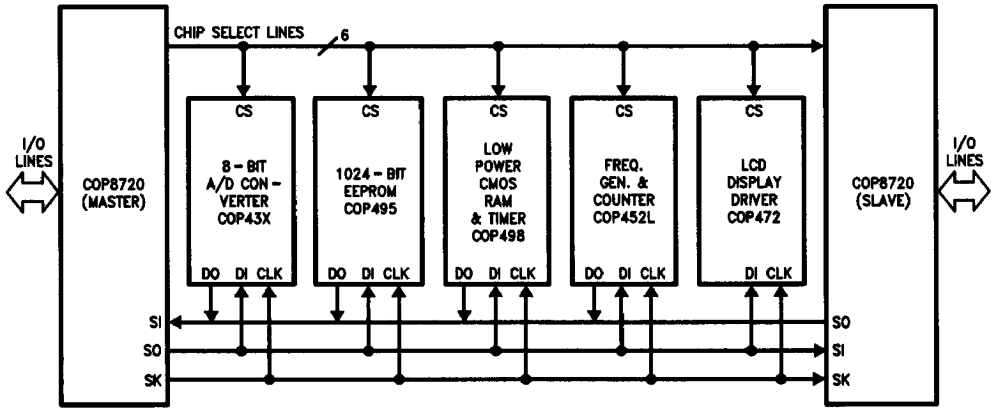 CHIP SELECT LINES
6
I/O
LINES
COP8720
(MASTER)
CS
8-BIT
A/D CON-
VERTER
COP43X
DO DI CLK
CS
1024-BIT
EEPROM
COP495
DO DI CLK
CS
LOW
POWER
CMOS
RAM
& TIMER
COP498
DO DI CLK
CS
FREQ.
GEN. &
COUNTER
COP452L
DO DI CLK
CS
LCD
DISPLAY
DRIVER
COP472
DI CLK
COP8720
(SLAVE)
I/O
LINES
SI
SO
SK
SO
SI
SK